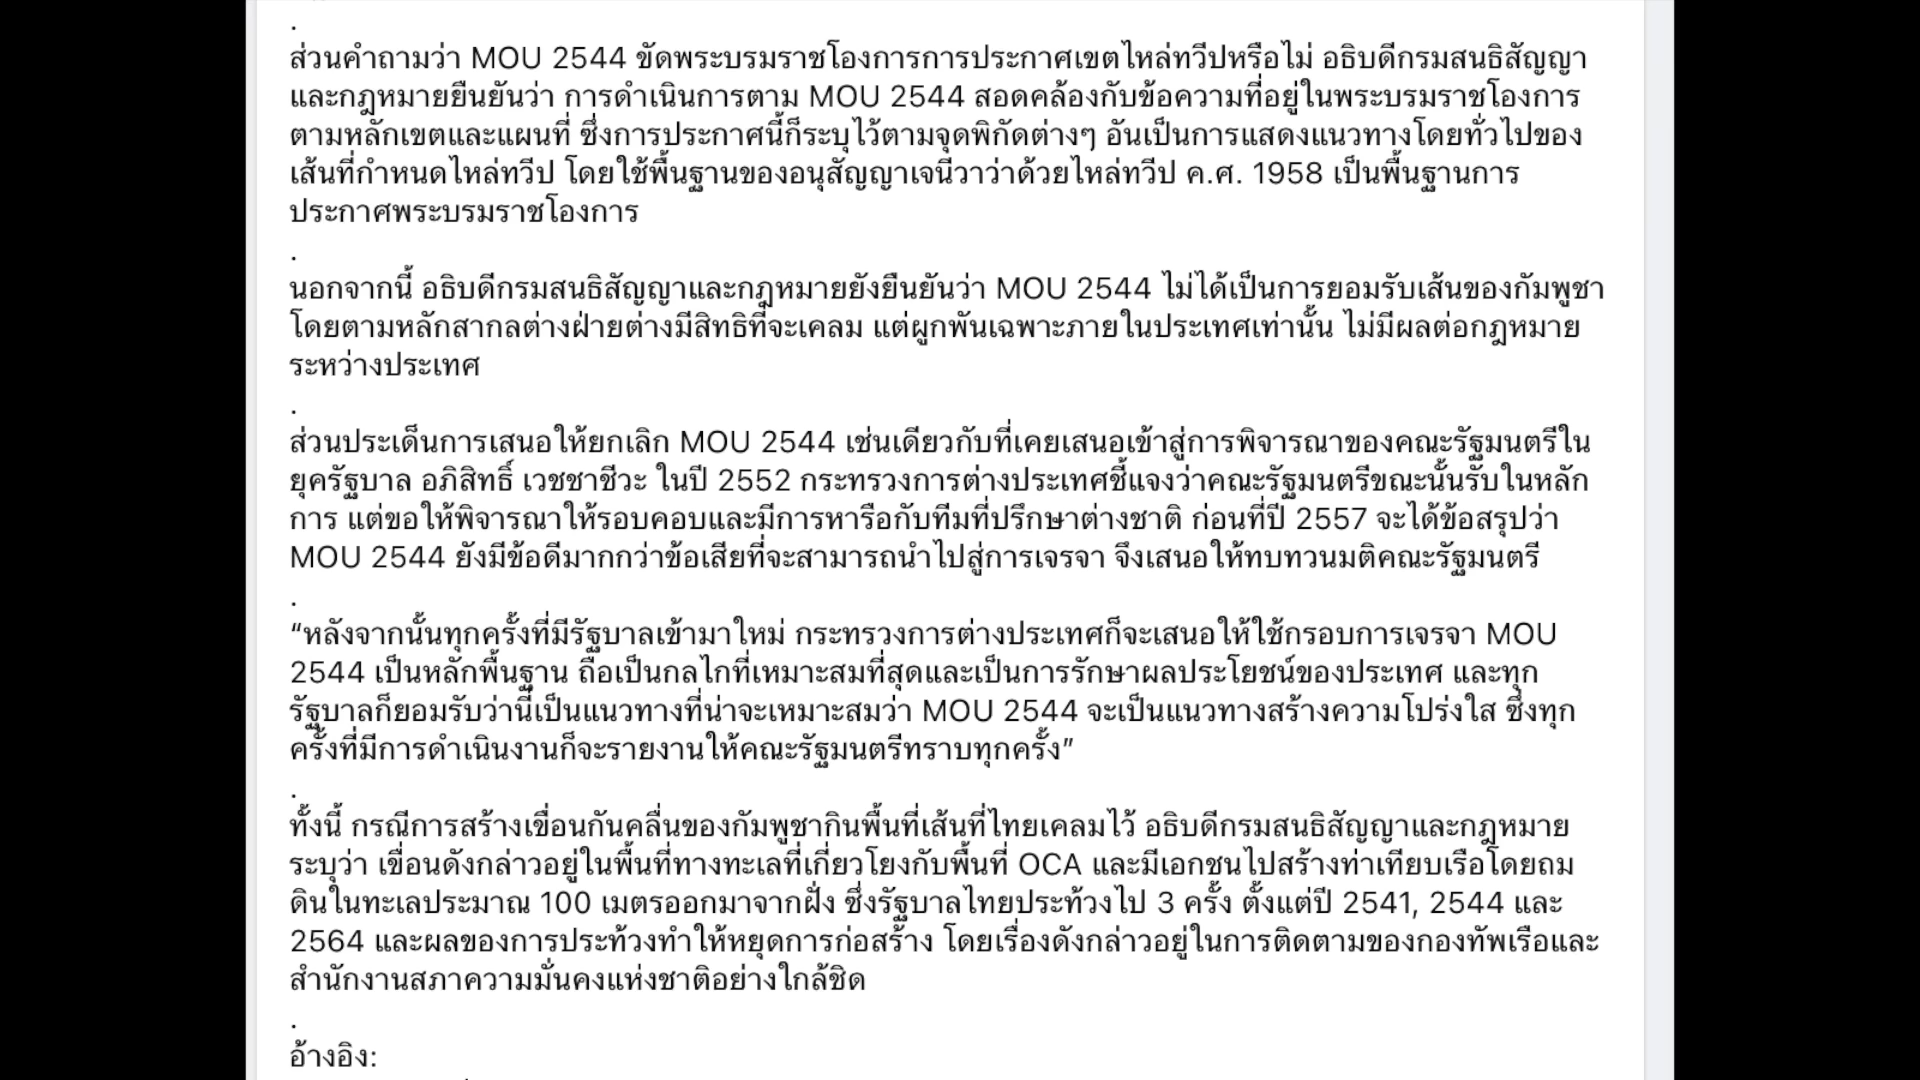 .
ส่วนคำถามว่า MOU 2544 ขัดพระบรมราชโองการการประกาศเขตไหล่ทวีปหรือไม่ อธิบดีกรมสนธิสัญญา
และกฎหมายยืนยันว่า การดำเนินการตาม MOU 2544 สอดคล้องกับข้อความที่อยู่ในพระบรมราชโองการ
ตามหลักเขตและแผนที่ ซึ่งการประกาศนี้ก็ระบุไว้ตามจุดพิกัดต่างๆ อันเป็นการแสดงแนวทางโดยทั่วไปของ
เส้นที่กำหนดไหล่ทวีป โดยใช้พื้นฐานของอนุสัญญาเจนีวาว่าด้วยไหล่ทวีป ค.ศ. 1958 เป็นพื้นฐานการ
ประกาศพระบรมราชโองการ
.
นอกจากนี้ อธิบดีกรมสนธิสัญญาและกฎหมายยังยืนยันว่า MOU 2544 ไม่ได้เป็นการยอมรับเส้นของกัมพูชา
โดยตามหลักสากลต่างฝ่ายต่างมีสิทธิที่จะเคลม แต่ผูกพันเฉพาะภายในประเทศเท่านั้น ไม่มีผลต่อกฎหมาย
ระหว่างประเทศ
.
ส่วนประเด็นการเสนอให้ยกเลิก MOU 2544 เช่นเดียวกับที่เคยเสนอเข้าสู่การพิจารณาของคณะรัฐมนตรีใน
ยุครัฐบาล อภิสิทธิ์ เวชชาชีวะ ในปี 2552 กระทรวงการต่างประเทศชี้แจงว่าคณะรัฐมนตรีขณะนั้นรับในหลัก
การ แต่ขอให้พิจารณาให้รอบคอบและมีการหารือกับทีมที่ปรึกษาต่างชาติ ก่อนที่ปี 2557 จะได้ข้อสรุปว่า
MOU 2544 ยังมีข้อดีมากกว่าข้อเสียที่จะสามารถนำไปสู่การเจรจา จึงเสนอให้ทบทวนมติคณะรัฐมนตรี
.
“หลังจากนั้นทุกครั้งที่มีรัฐบาลเข้ามาใหม่ กระทรวงการต่างประเทศก็จะเสนอให้ใช้กรอบการเจรจา MOU
2544 เป็นหลักพื้นฐาน ถือเป็นกลไกที่เหมาะสมที่สุดและเป็นการรักษาผลประโยชน์ของประเทศ และทุก
รัฐบาลก็ยอมรับว่านี่เป็นแนวทางที่น่าจะเหมาะสมว่า MOU 2544 จะเป็นแนวทางสร้างความโปร่งใส ซึ่งทุก
ครั้งที่มีการดำเนินงานก็จะรายงานให้คณะรัฐมนตรีทราบทุกครั้ง”
.
ทั้งนี้ กรณีการสร้างเขื่อนกันคลื่นของกัมพูชากินพื้นที่เส้นที่ไทยเคลมไว้ อธิบดีกรมสนธิสัญญาและกฎหมาย
ระบุว่า เขื่อนดังกล่าวอยู่ในพื้นที่ทางทะเลที่เกี่ยวโยงกับพื้นที่ OCA และมีเอกชนไปสร้างท่าเทียบเรือโดยถม
ดินในทะเลประมาณ 100 เมตรออกมาจากฝั่ง ซึ่งรัฐบาลไทยประท้วงไป 3 ครั้ง ตั้งแต่ปี 2541, 2544 และ
2564 และผลของการประท้วงทำให้หยุดการก่อสร้าง โดยเรื่องดังกล่าวอยู่ในการติดตามของกองทัพเรือและ
สำนักงานสภาความมั่นคงแห่งชาติอย่างใกล้ชิด
.
อ้างอิง: